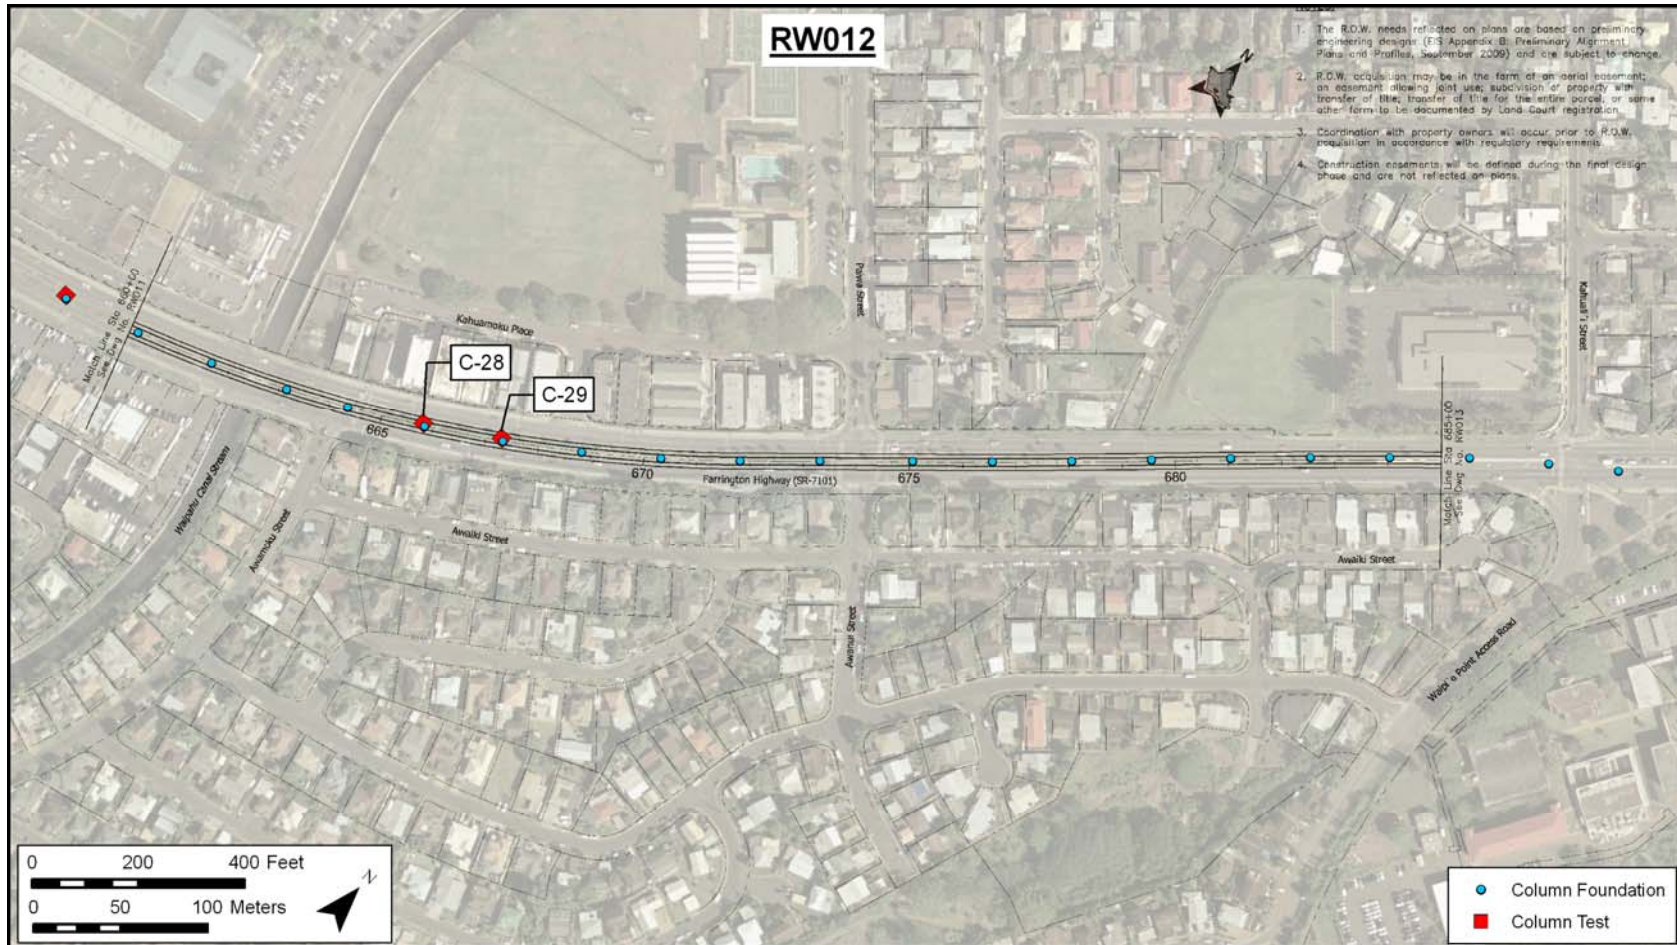 RW012
NOTES:
1. The R.O.W. needs reflected on plans are based on preliminary
engineering designs (EIS Appendix B: Preliminary Alignment
Plans and Profiles, September 2009) and are subject to change.
2. R.O.W. acquisition may be in the form of an aerial easement;
an easement allowing joint use; subdivision of property with
transfer of title; transfer of title for the entire parcel; or some
other form to be documented by Land Court registration.
3. Coordination with property owners will occur prior to R.O.W.
acquisition in accordance with regulatory requirements.
4. Construction easements will be defined during the final design
phase and are not reflected on plans.
N
Match Line Sta 660+00
See Dwg No. RW011
Kahuamoku Place
Paiwa Street
Kahuali'i Street
C-28
C-29
665
670
675
680
Farrington Highway (SR-7101)
Match Line Sta 685+00
See Dwg No. RW013
Waipahu Canal Stream
Awamoku Street
Awaiki Street
Awaiki Street
Awanui Street
Waipi'o Point Access Road
0 200 400 Feet
0 50 100 Meters
N
Column Foundation
Column Test